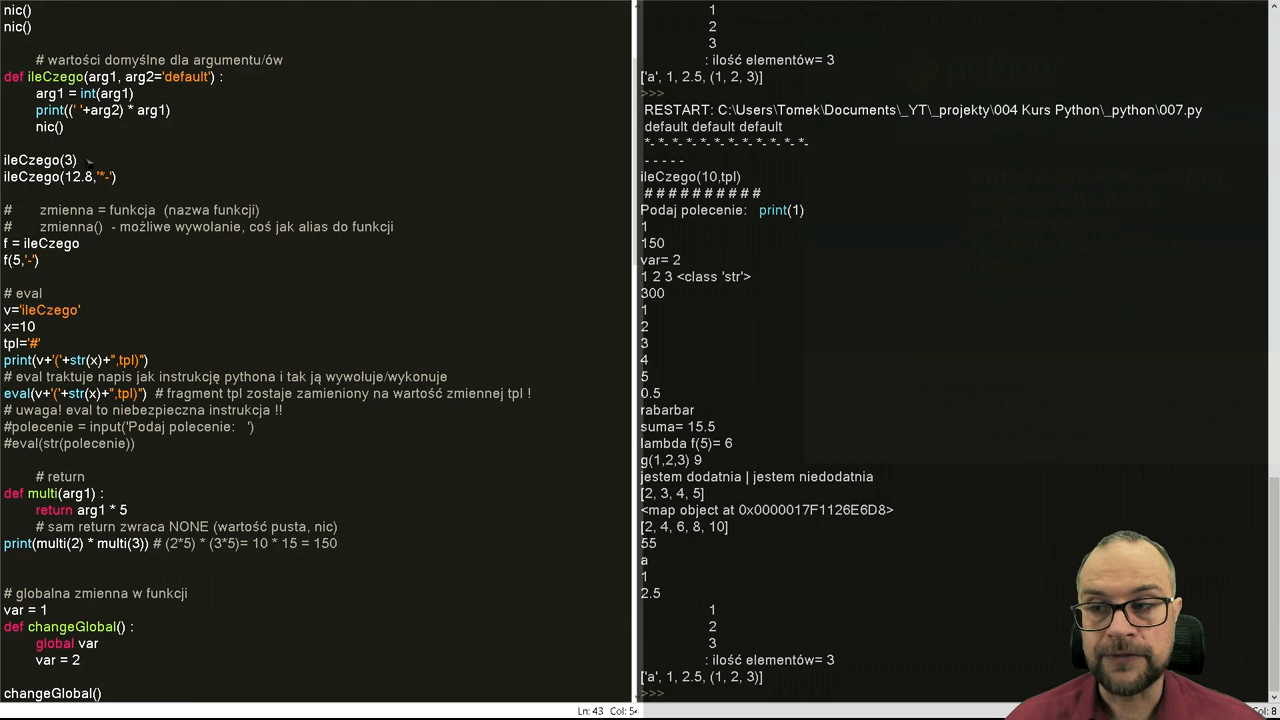 nic()
nic()
# wartości domyślne dla argumentu/ów
def ileCzego(arg1, arg2='default') :
arg1 = int(arg1)
print((' '+arg2) * arg1)
nic()
ileCzego(3)
ileCzego(12.8,'*-')
# zmienna = funkcja (nazwa funkcji)
# zmienna() - możliwe wywołanie, coś jak alias do funkcji
f = ileCzego
f(5,'-')
# eval
v='ileCzego'
x=10
tpl='#'
print(v+'('+str(x)+",tpl)")
# eval traktuje napis jak instrukcję pythona i tak ją wywołuje/wykonuje
eval(v+'('+str(x)+",tpl)") # fragment tpl zostaje zamieniony na wartość zmiennej tpl !
# uwaga! eval to niebezpieczna instrukcja !!
#polecenie = input('Podaj polecenie: ')
#eval(str(polecenie))
# return
def multi(arg1) :
return arg1 * 5
# sam return zwraca NONE (wartość pusta, nic)
print(multi(2) * multi(3)) # (2*5) * (3*5)= 10 * 15 = 150
# globalna zmienna w funkcji
var = 1
def changeGlobal() :
global var
var = 2
changeGlobal()
Ln: 43 Col: 54
1
2
3
: ilość elementów= 3
['a', 1, 2.5, (1, 2, 3)]
>>>
RESTART: C:\Users\Tomek\Documents\_YT\_projekty\004 Kurs Python\_python\007.py
default default default
*- *- *- *- *- *- *- *- *- *- *- *-
- - - - -
ileCzego(10,tpl)
# # # # # # # # # #
Podaj polecenie: print(1)
1
150
var= 2
1 2 3 <class 'str'>
300
1
2
3
4
5
0.5
rabarbar
suma= 15.5
lambda f(5)= 6
g(1,2,3) 9
jestem dodatnia | jestem niedodatnia
[2, 3, 4, 5]
<map object at 0x0000017F1126E6D8>
[2, 4, 6, 8, 10]
55
a
1
2.5
1
2
3
: ilość elementów= 3
['a', 1, 2.5, (1, 2, 3)]
>>>
Col: 8